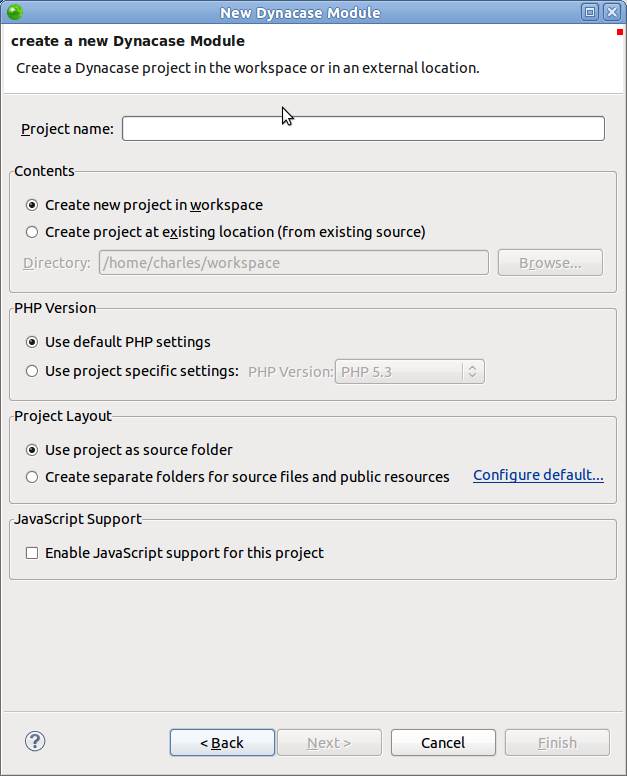 New Dynacase Module
create a new Dynacase Module
Create a Dynacase project in the workspace or in an external location.
Project name:
Contents
Create new project in workspace
Create project at existing location (from existing source)
Directory: /home/charles/workspace Browse...
PHP Version
Use default PHP settings
Use project specific settings: PHP Version: PHP 5.3
Project Layout
Use project as source folder
Create separate folders for source files and public resources Configure default...
JavaScript Support
Enable JavaScript support for this project
? < Back Next > Cancel Finish